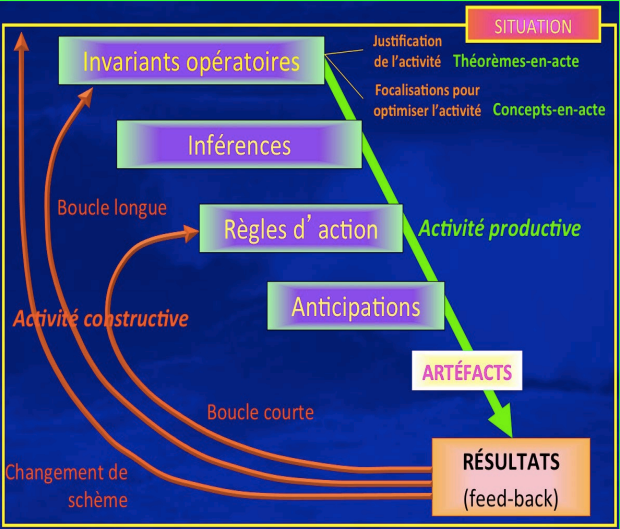 SITUATION
Invariants opératoires
Justification
de l’activité Théorèmes-en-acte
Focalisations pour
optimiser l’activité Concepts-en-acte
Inférences
Boucle longue
Règles d’action
Activité productive
Anticipations
Activité constructive
ARTÉFACTS
Boucle courte
RÉSULTATS
(feed-back)
Changement de
schème